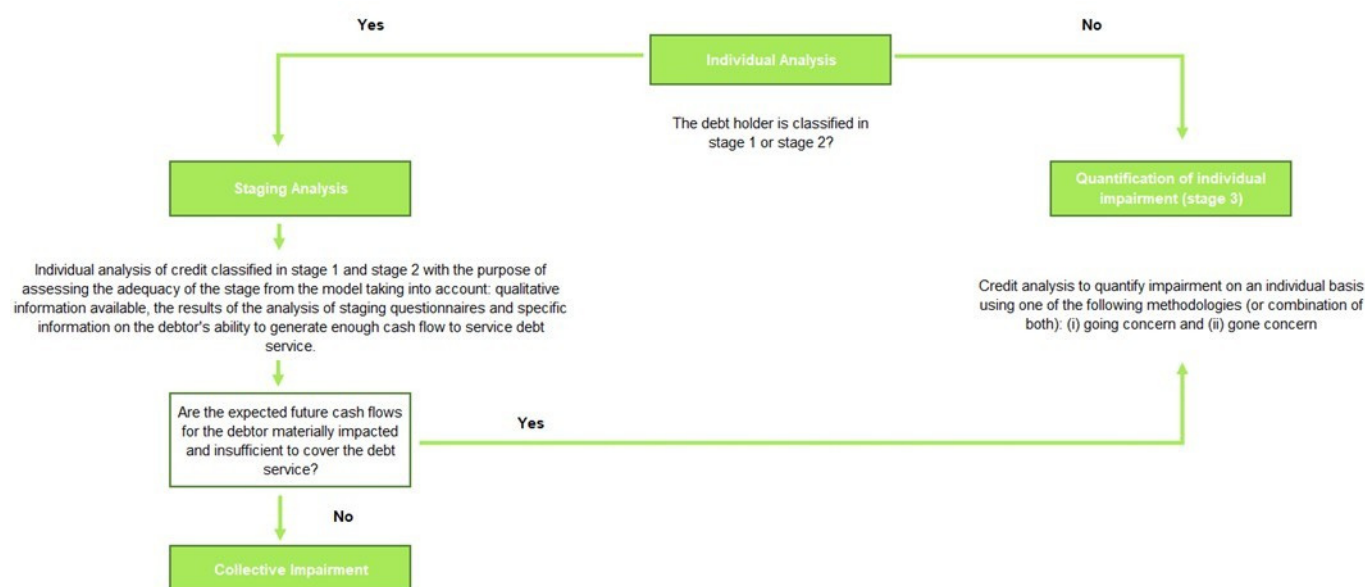 Yes
No
Individual Analysis
The debt holder is classified in
stage 1 or stage 2?
Staging Analysis
Quantification of individual
impairment (stage 3)
Individual analysis of credit classified in stage 1 and stage 2 with the purpose of
assessing the adequacy of the stage from the model taking into account: qualitative
information available, the results of the analysis of staging questionnaires and specific
information on the debtor's ability to generate enough cash flow to service debt
service.
Credit analysis to quantify impairment on an individual basis
using one of the following methodologies (or combination of
both): (i) going concern and (ii) gone concern
Are the expected future cash flows
for the debtor materially impacted
and insufficient to cover the debt
service?
Yes
No
Collective Impairment